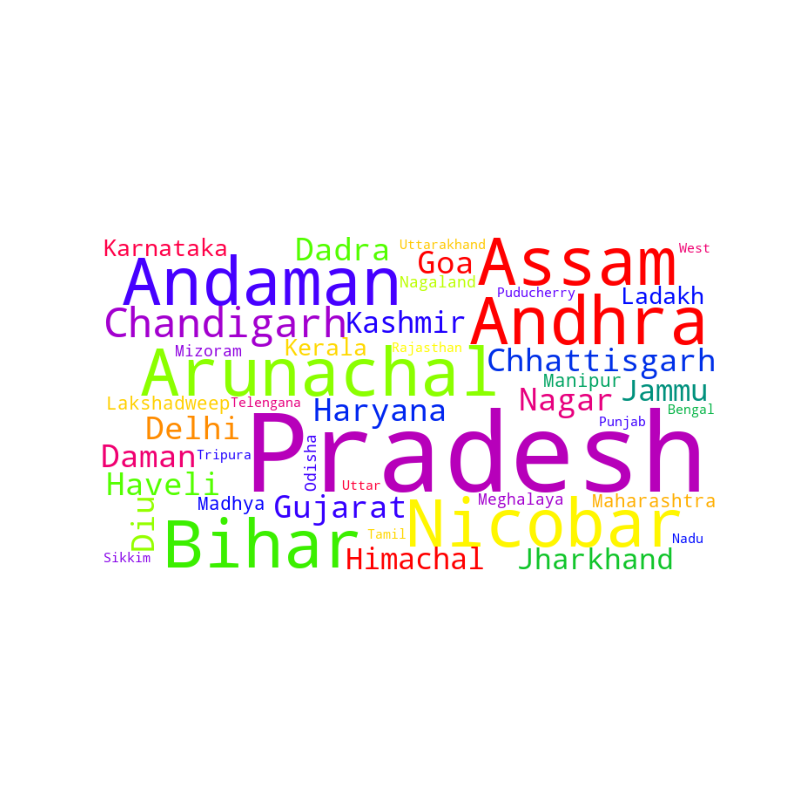 Karnataka
Dadra
Uttarakhand
Goa
Assam
West
Andaman
Nagaland
Puducherry
Ladakh
Chandigarh
Kashmir
Andhra
Mizoram
Kerala
Rajasthan
Chhattisgarh
Arunachal
Manipur
Jammu
Lakshadweep
Telengana
Haryana
Nagar
Bengal
Delhi
Pradesh
Punjab
Daman
Tripura
Odisha
Haveli
Uttar
Madhya
Gujarat
Meghalaya
Maharashtra
Diu
Bihar
Tamil
Nicobar
Nadu
Sikkim
Himachal
Jharkhand